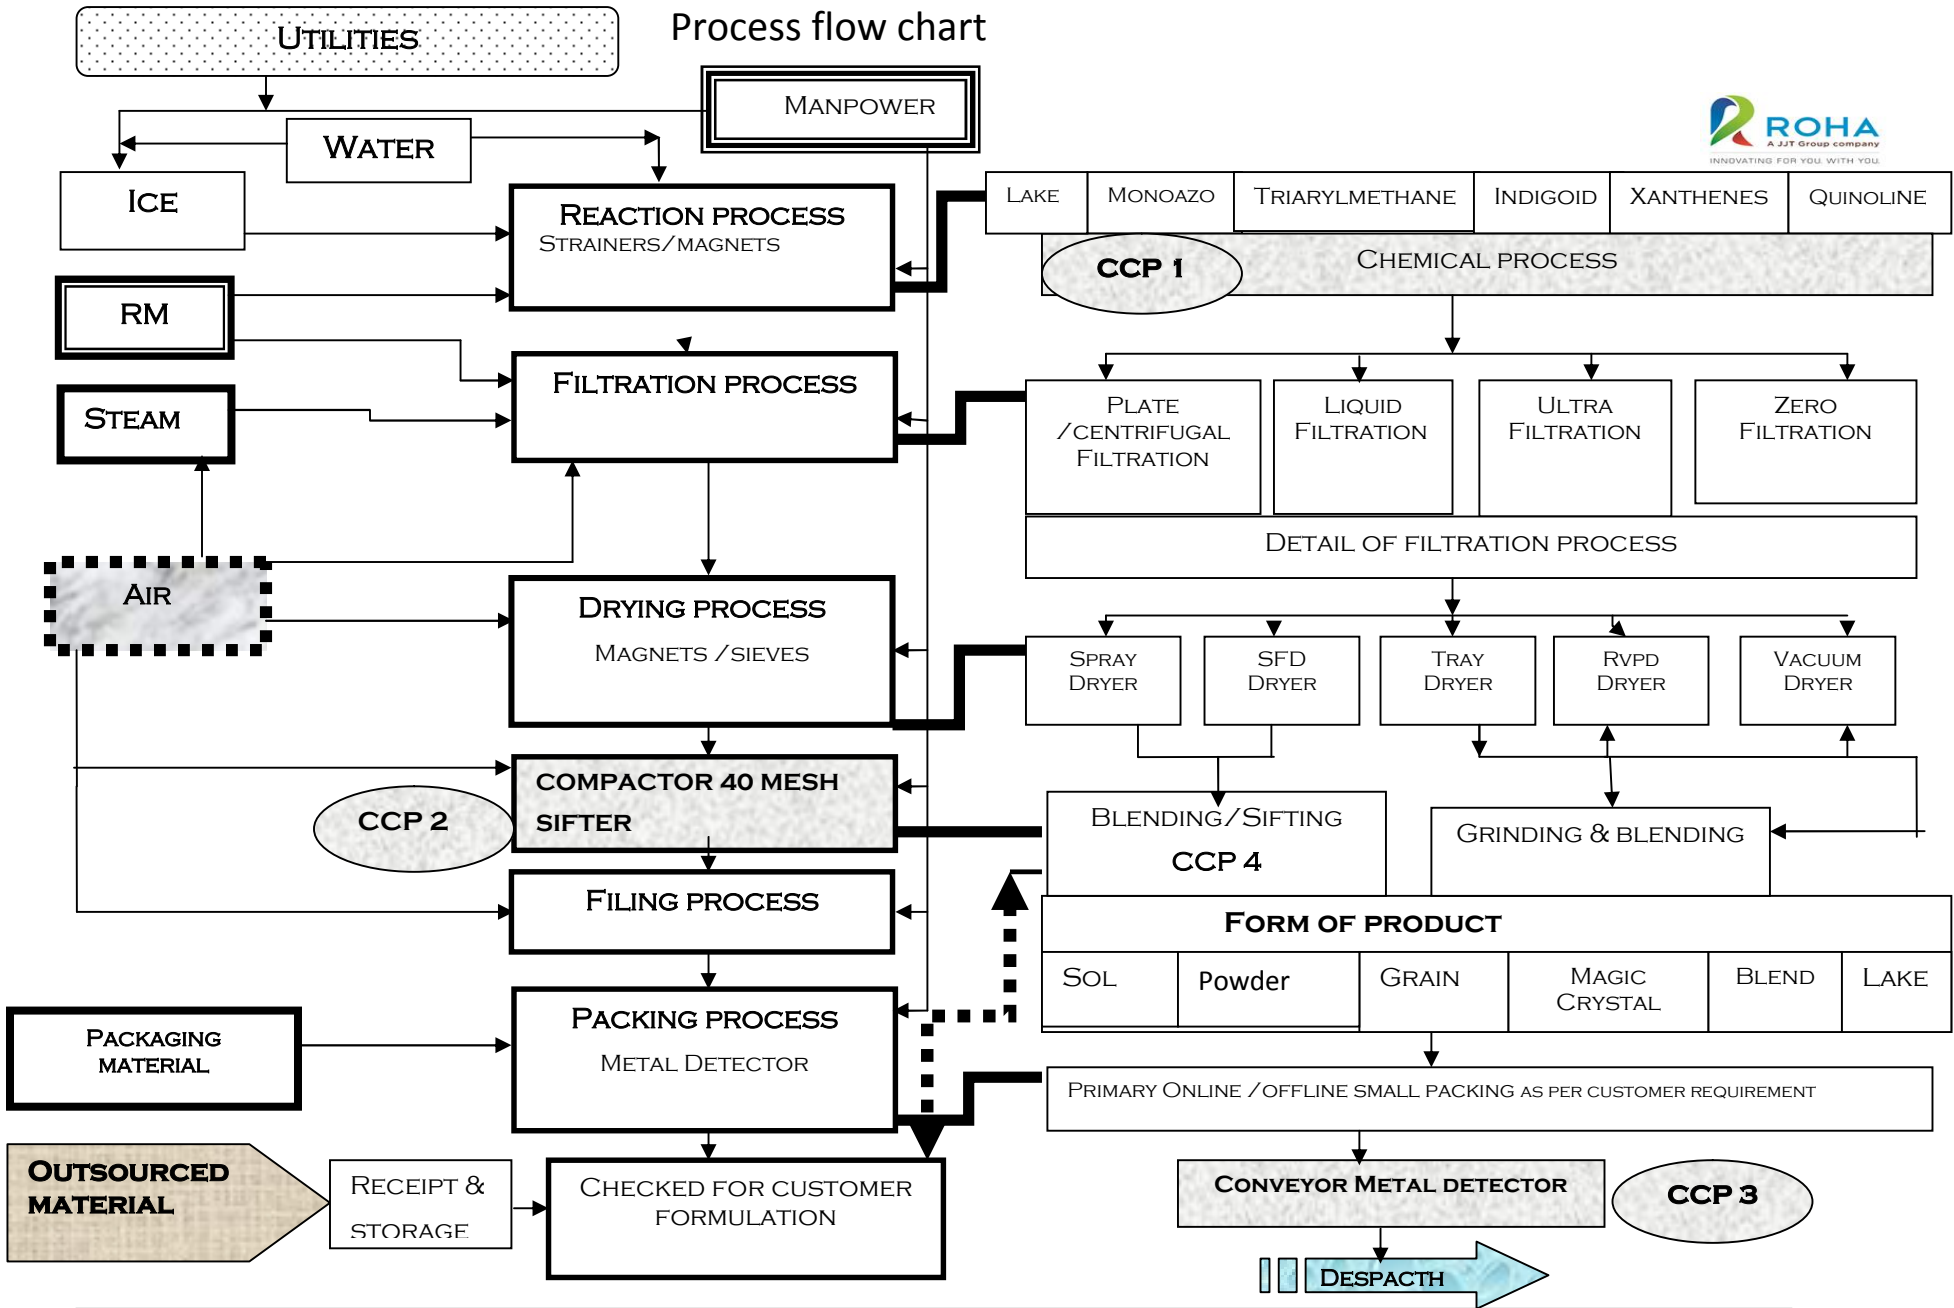 Process flow chart
UTILITIES
MANPOWER
WATER
ICE
ROHA
A JJT Group company
INNOVATING FOR YOU. WITH YOU.
REACTION PROCESS
STRAINERS/MAGNETS
LAKE
MONOAZO
TRIARYLMETHANE
INDIGOID
XANTHENES
QUINOLINE
CCP 1
CHEMICAL PROCESS
RM
FILTRATION PROCESS
STEAM
PLATE
/CENTRIFUGAL
FILTRATION
LIQUID
FILTRATION
ULTRA
FILTRATION
ZERO
FILTRATION
DETAIL OF FILTRATION PROCESS
AIR
DRYING PROCESS
MAGNETS /SIEVES
SPRAY
DRYER
SFD
DRYER
TRAY
DRYER
RVPD
DRYER
VACUUM
DRYER
COMPACTOR 40 MESH
SIFTER
CCP 2
BLENDING/SIFTING
CCP 4
GRINDING & BLENDING
FILING PROCESS
FORM OF PRODUCT
SOL
Powder
GRAIN
MAGIC
CRYSTAL
BLEND
LAKE
PACKING PROCESS
METAL DETECTOR
PACKAGING
MATERIAL
PRIMARY ONLINE /OFFLINE SMALL PACKING AS PER CUSTOMER REQUIREMENT
OUTSOURCED
MATERIAL
RECEIPT &
STORAGE
CHECKED FOR CUSTOMER
FORMULATION
CONVEYOR METAL DETECTOR
CCP 3
DESPACTH